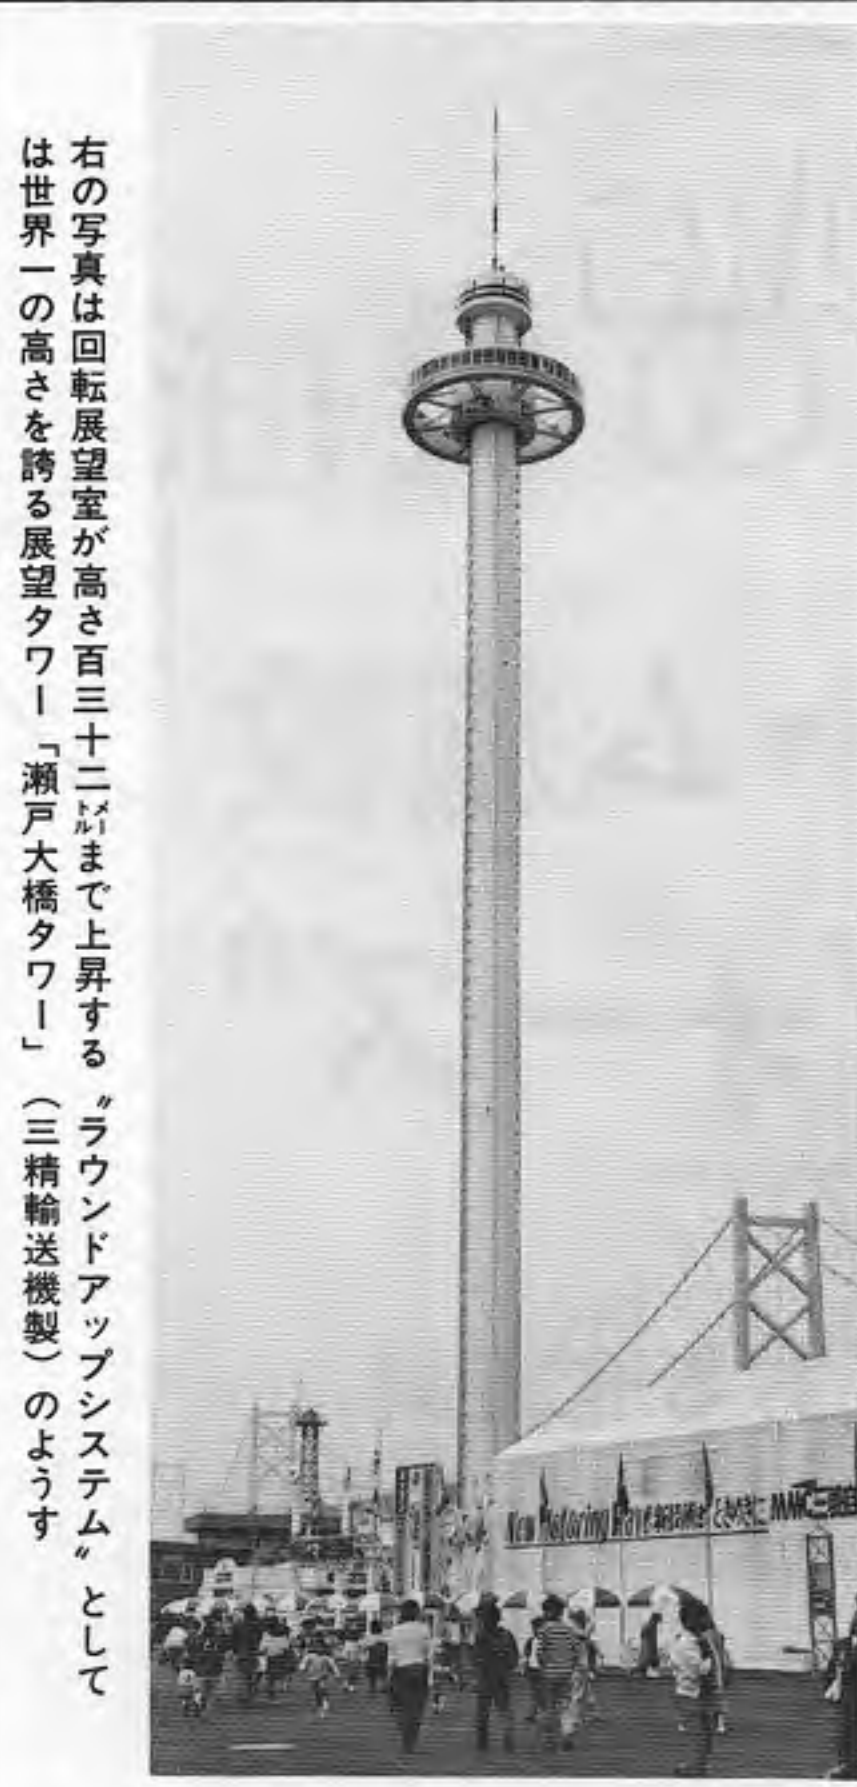 右の写真は回転展望室が高さ百三十二㍍まで上昇する〝ラウンドアップシステム〟として
は世界一の高さを誇る展望タワー「瀬戸大橋タワー」（三精輸送機製）のようす
New Motoring Wave